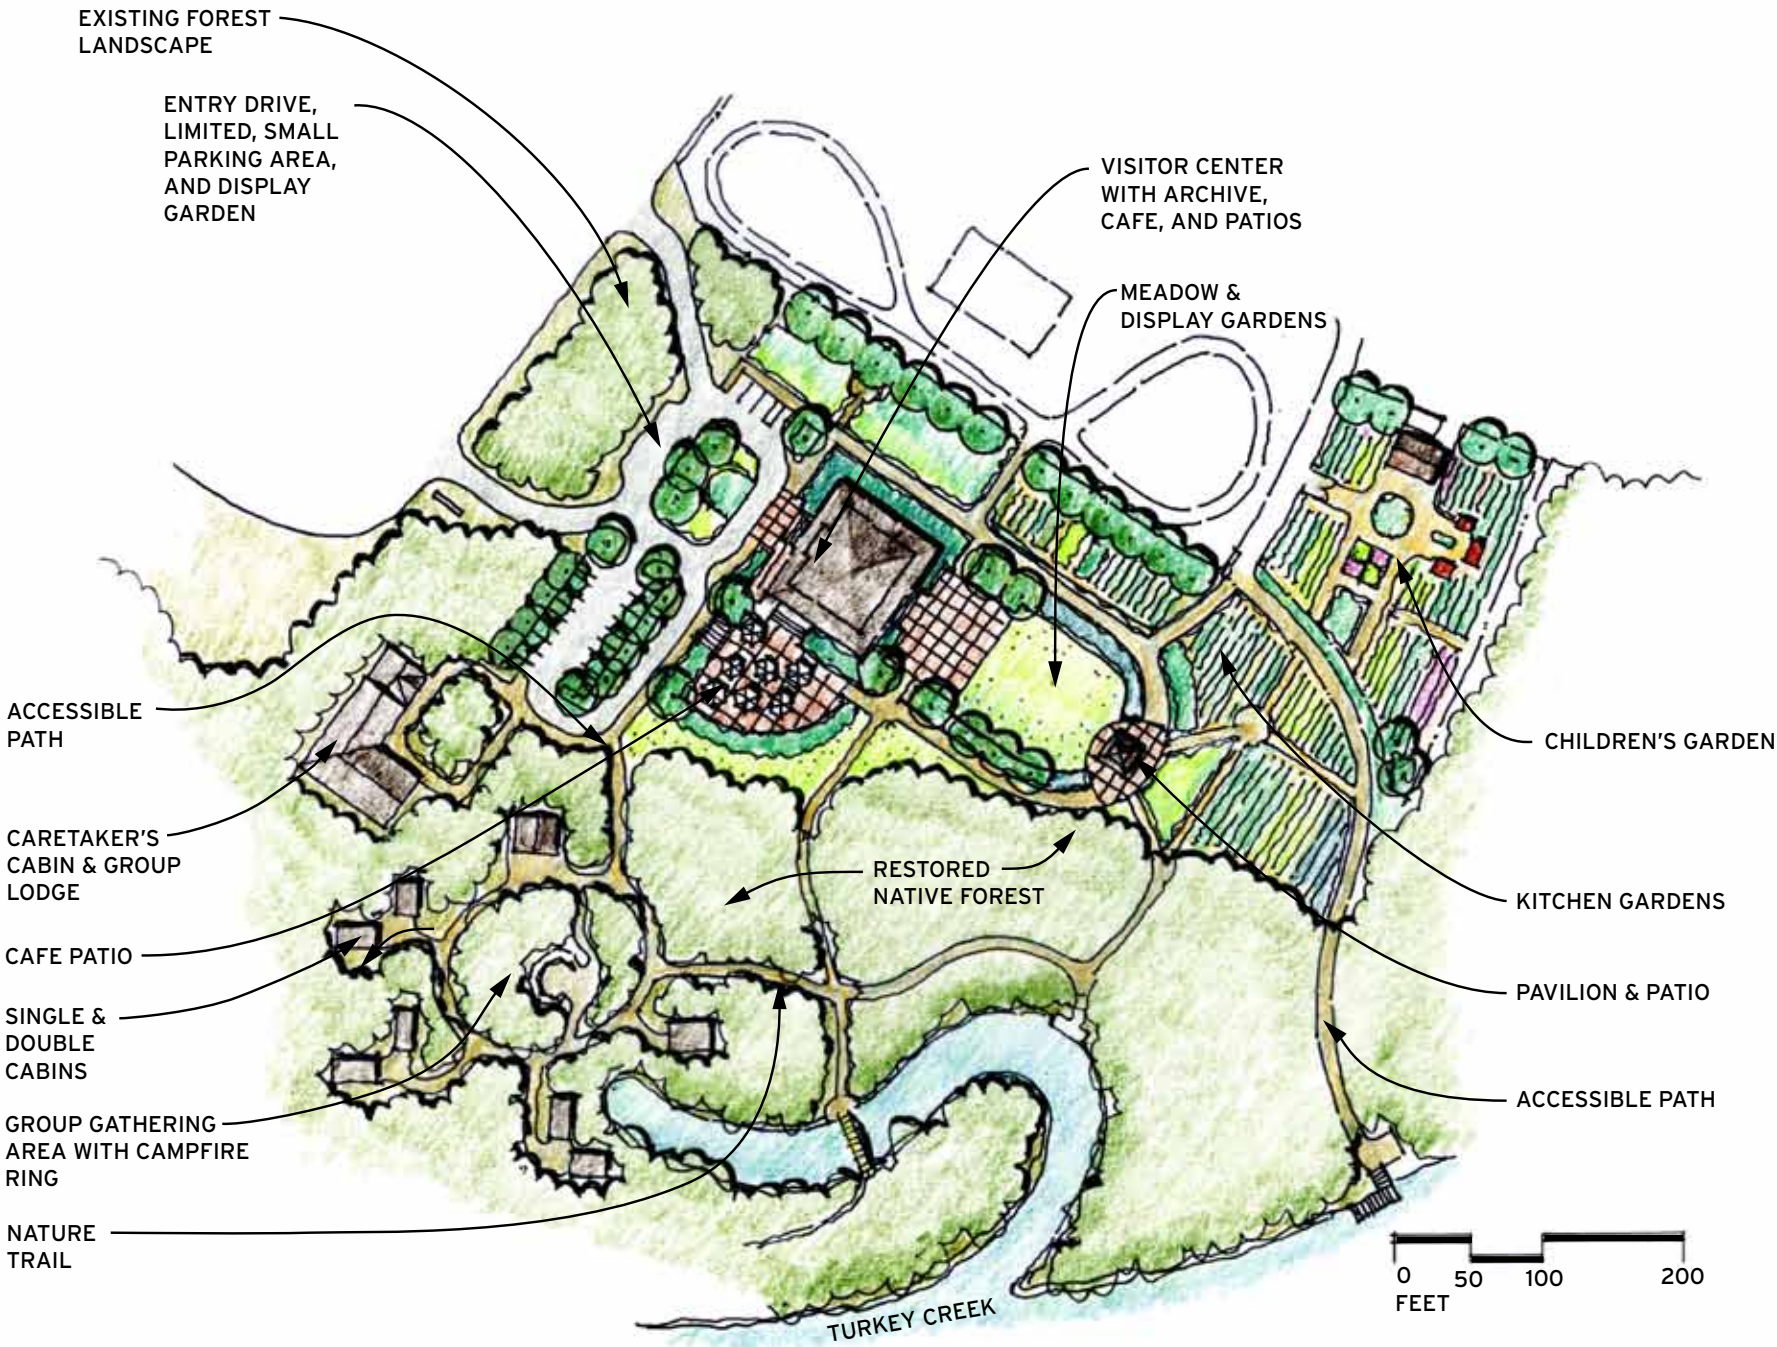 EXISTING FOREST
LANDSCAPE
ENTRY DRIVE,
LIMITED, SMALL
PARKING AREA,
AND DISPLAY
GARDEN
VISITOR CENTER
WITH ARCHIVE,
CAFE, AND PATIOS
MEADOW &
DISPLAY GARDENS
ACCESSIBLE
PATH
CHILDREN'S GARDEN
CARETAKER'S
CABIN & GROUP
LODGE
RESTORED
NATIVE FOREST
KITCHEN GARDENS
CAFE PATIO
PAVILION & PATIO
SINGLE &
DOUBLE
CABINS
ACCESSIBLE PATH
GROUP GATHERING
AREA WITH CAMPFIRE
RING
NATURE
TRAIL
0 50 100 200
FEET
TURKEY CREEK